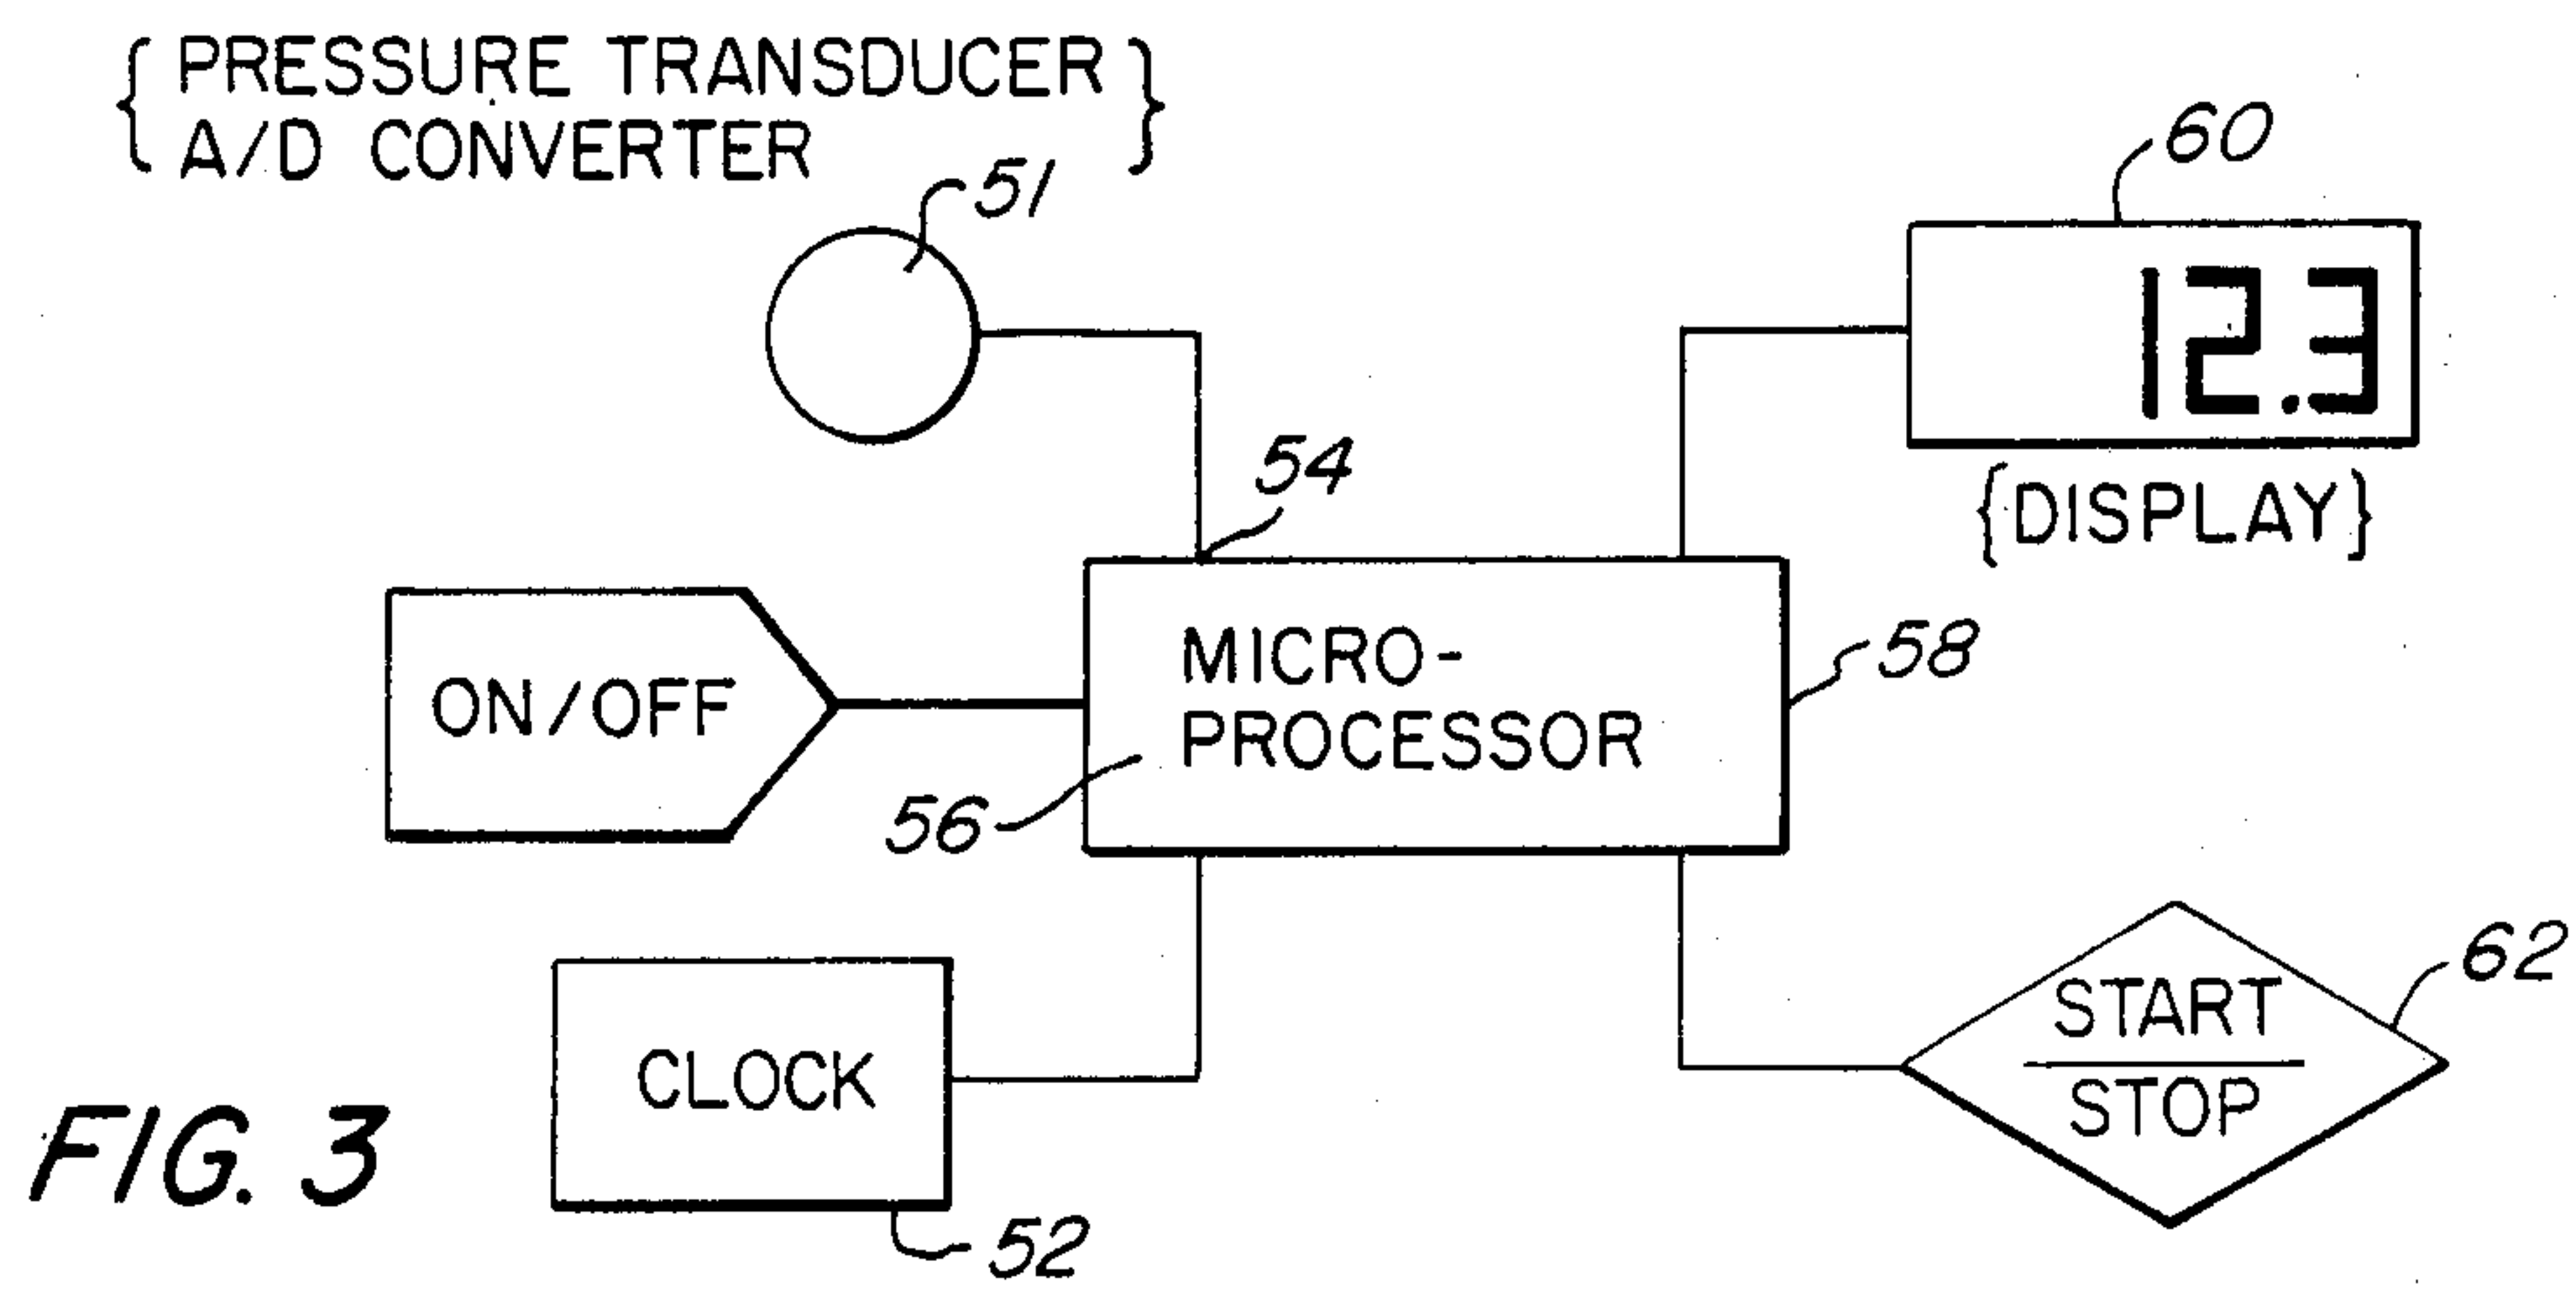 { PRESSURE TRANSDUCER
A/D CONVERTER }
51
60
12.3
{DISPLAY}
54
ON/OFF
MICRO-
PROCESSOR
58
56
CLOCK
52
START
STOP
62
FIG. 3